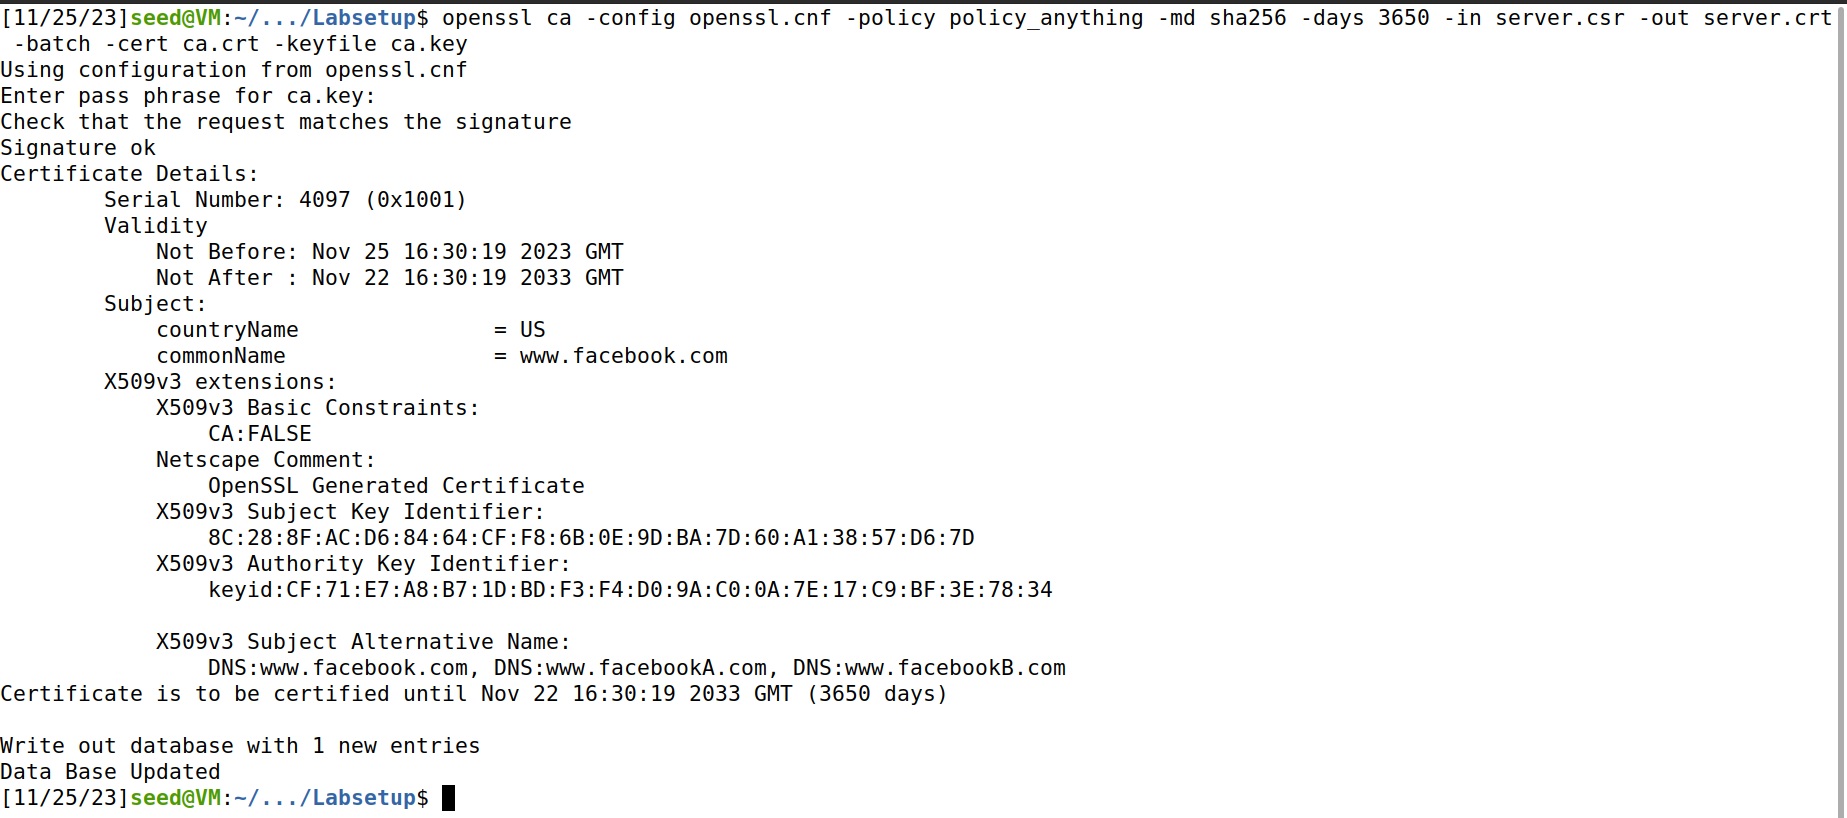 [11/25/23]seed@VM:~/.../Labsetup$ openssl ca -config openssl.cnf -policy policy_anything -md sha256 -days 3650 -in server.csr -out server.crt
 -batch -cert ca.crt -keyfile ca.key
Using configuration from openssl.cnf
Enter pass phrase for ca.key:
Check that the request matches the signature
Signature ok
Certificate Details:
        Serial Number: 4097 (0x1001)
        Validity
            Not Before: Nov 25 16:30:19 2023 GMT
            Not After : Nov 22 16:30:19 2033 GMT
        Subject:
            countryName               = US
            commonName                = www.facebook.com
        X509v3 extensions:
            X509v3 Basic Constraints:
                CA:FALSE
            Netscape Comment:
                OpenSSL Generated Certificate
            X509v3 Subject Key Identifier:
                8C:28:8F:AC:D6:84:64:CF:F8:6B:0E:9D:BA:7D:60:A1:38:57:D6:7D
            X509v3 Authority Key Identifier:
                keyid:CF:71:E7:A8:B7:1D:BD:F3:F4:D0:9A:C0:0A:7E:17:C9:BF:3E:78:34

            X509v3 Subject Alternative Name:
                DNS:www.facebook.com, DNS:www.facebookA.com, DNS:www.facebookB.com
Certificate is to be certified until Nov 22 16:30:19 2033 GMT (3650 days)

Write out database with 1 new entries
Data Base Updated
[11/25/23]seed@VM:~/.../Labsetup$